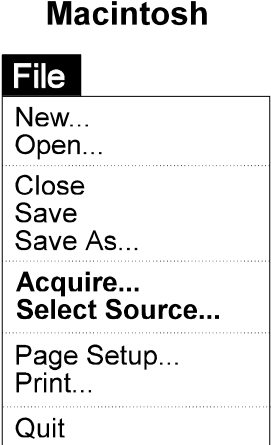 Macintosh
File
New...
Open...
Close
Save
Save As...
Acquire...
Select Source...
Page Setup...
Print...
Quit